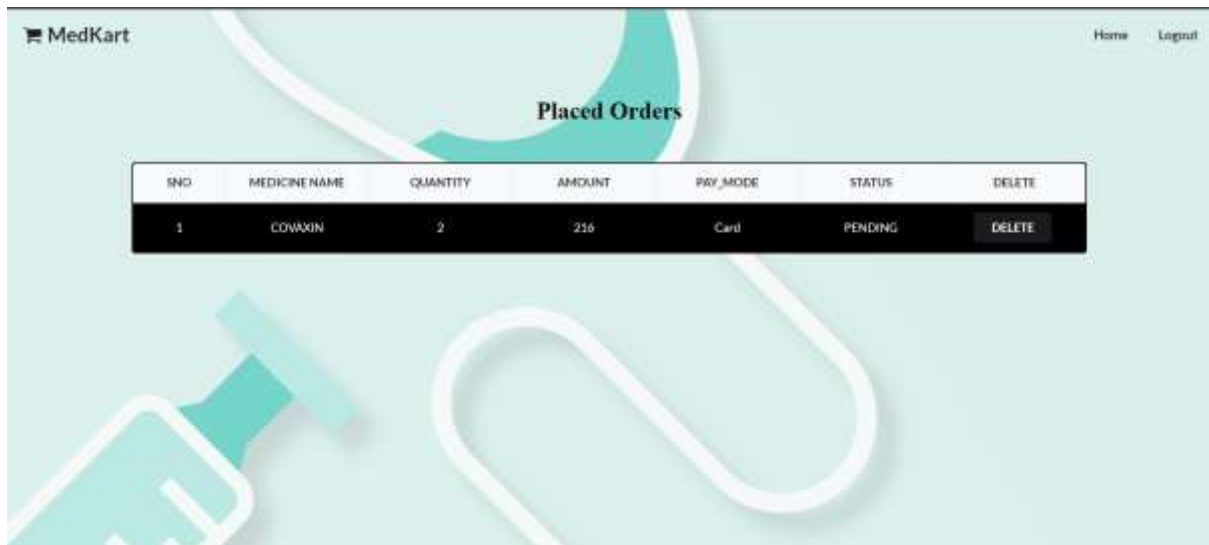 MedKart Home Logout
Placed Orders
SNO MEDICINE NAME QUANTITY AMOUNT PAY_MODE STATUS DELETE
1 COVAXIN 2 216 Card PENDING DELETE